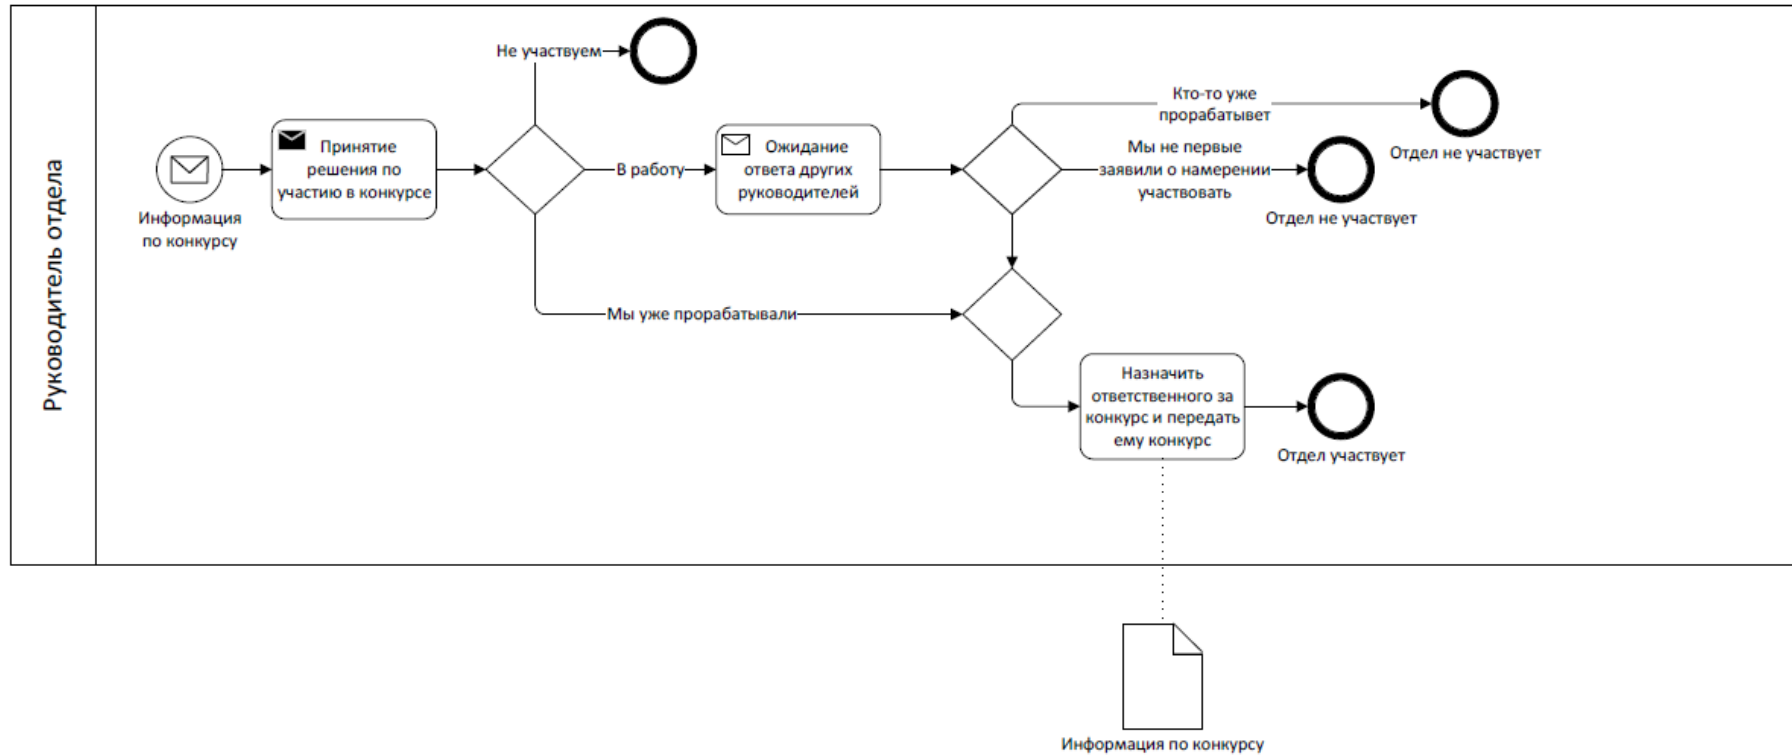 Руководитель отдела
Информация
по конкурсу
Принятие
решения по
участию в конкурсе
Не участвуем
В работу
Мы уже прорабатывали
Ожидание
ответа других
руководителей
Кто-то уже
прорабатывет
Отдел не участвует
Мы не первые
заявили о намерении
участвовать
Отдел не участвует
Назначить
ответственного за
конкурс и передать
ему конкурс
Отдел участвует
Информация по конкурсу